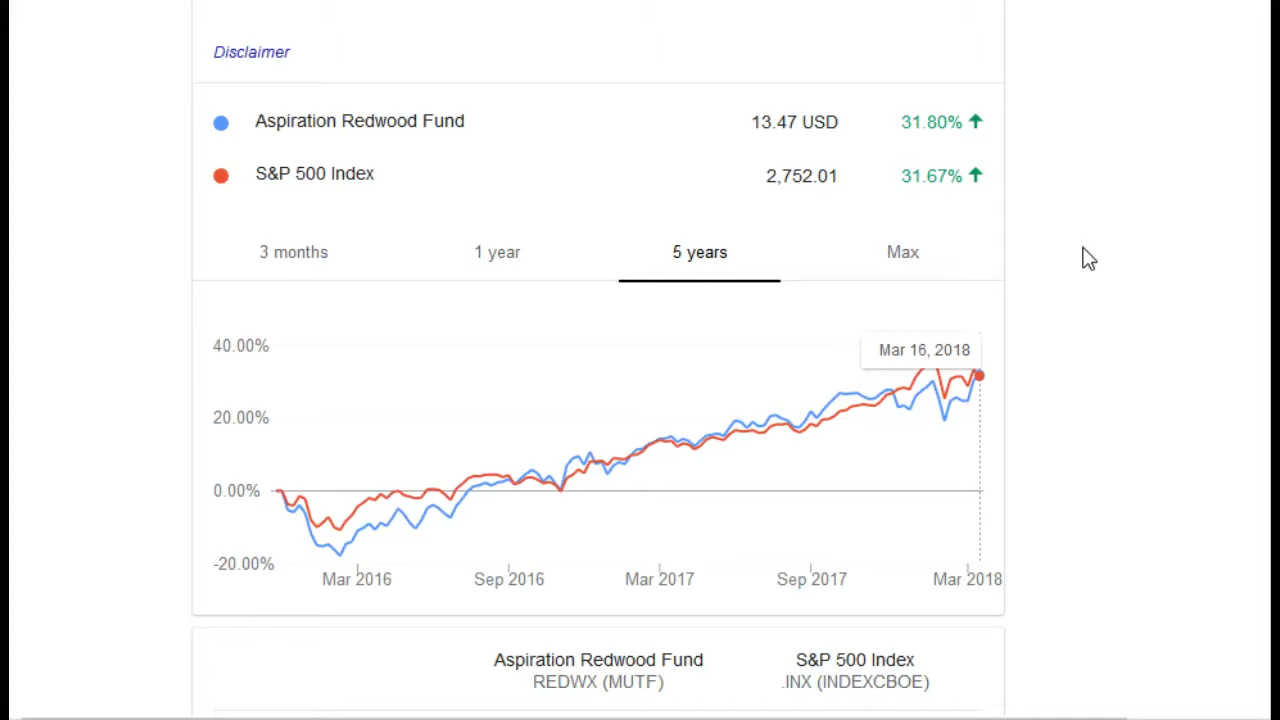 Disclaimer
Aspiration Redwood Fund 13.47 USD 31.80%
S&P 500 Index 2,752.01 31.67%
3 months 1 year 5 years Max
40.00%
Mar 16, 2018
20.00%
0.00%
-20.00%
Mar 2016 Sep 2016 Mar 2017 Sep 2017 Mar 2018
Aspiration Redwood Fund S&P 500 Index
REDWX (MUTF) .INX (INDEXCBOE)